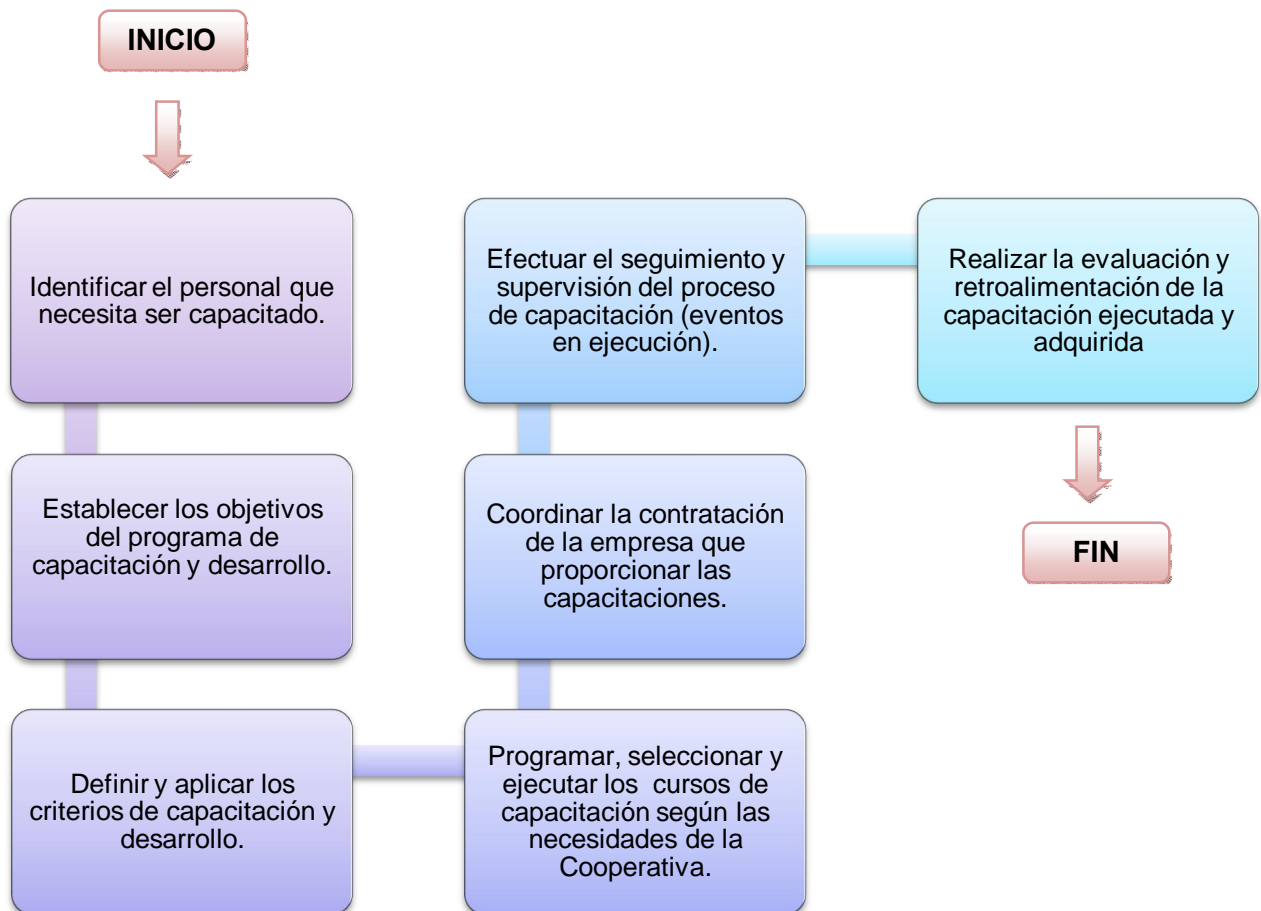 INICIO
Identificar el personal que
necesita ser capacitado.
Establecer los objetivos
del programa de
capacitación y desarrollo.
Definir y aplicar los
criterios de capacitación y
desarrollo.
Programar, seleccionar y
ejecutar los cursos de
capacitación según las
necesidades de la
Cooperativa.
Coordinar la contratación
de la empresa que
proporcionar las
capacitaciones.
Efectuar el seguimiento y
supervisión del proceso
de capacitación (eventos
en ejecución).
Realizar la evaluación y
retroalimentación de la
capacitación ejecutada y
adquirida
FIN